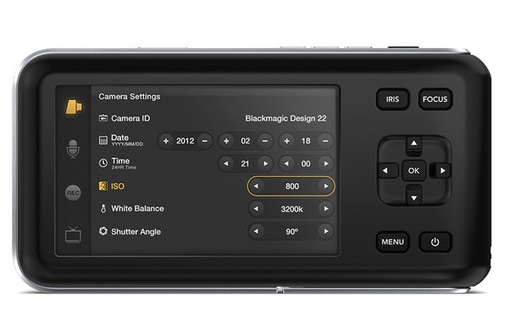 Camera Settings
Camera ID Blackmagic Design 22
Date + 2012 − + 02 − + 18 −
YYYY/MM/DD
Time 21 00
24HR Time
ISO 800
White Balance 3200k
Shutter Angle 90º
REC
IRIS FOCUS
OK
MENU